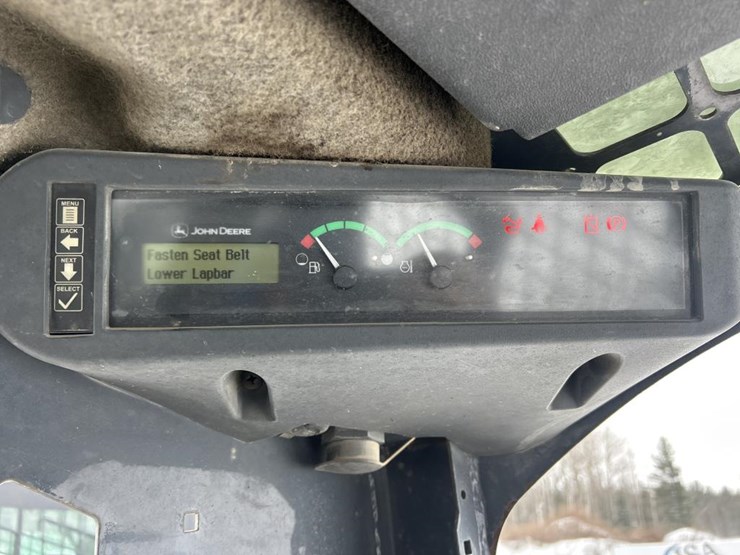 MENU
BACK
NEXT
SELECT
JOHN DEERE
Fasten Seat Belt
Lower Lapbar